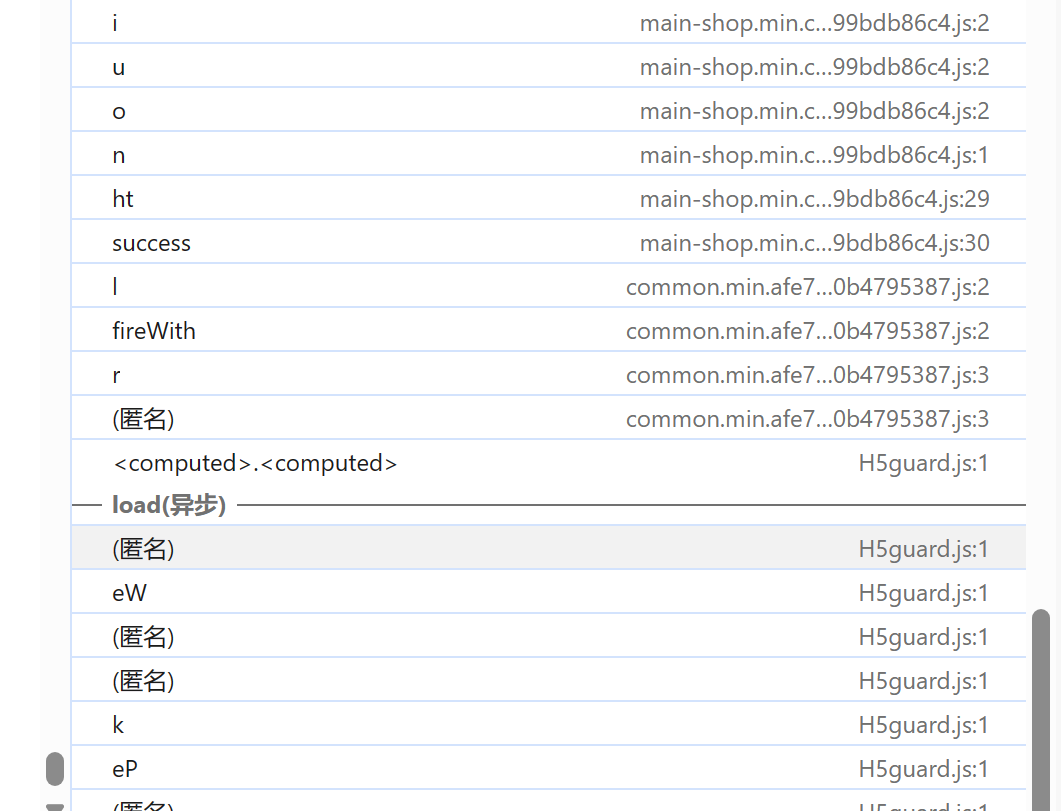 i main-shop.min.c...99bdb86c4.js:2
u main-shop.min.c...99bdb86c4.js:2
o main-shop.min.c...99bdb86c4.js:2
n main-shop.min.c...99bdb86c4.js:1
ht main-shop.min.c...9bdb86c4.js:29
success main-shop.min.c...9bdb86c4.js:30
l common.min.afe7...0b4795387.js:2
fireWith common.min.afe7...0b4795387.js:2
r common.min.afe7...0b4795387.js:3
(匿名) common.min.afe7...0b4795387.js:3
<computed>.<computed> H5guard.js:1
load(异步)
(匿名) H5guard.js:1
eW H5guard.js:1
(匿名) H5guard.js:1
(匿名) H5guard.js:1
k H5guard.js:1
eP H5guard.js:1
(匿名) H5guard.js:1